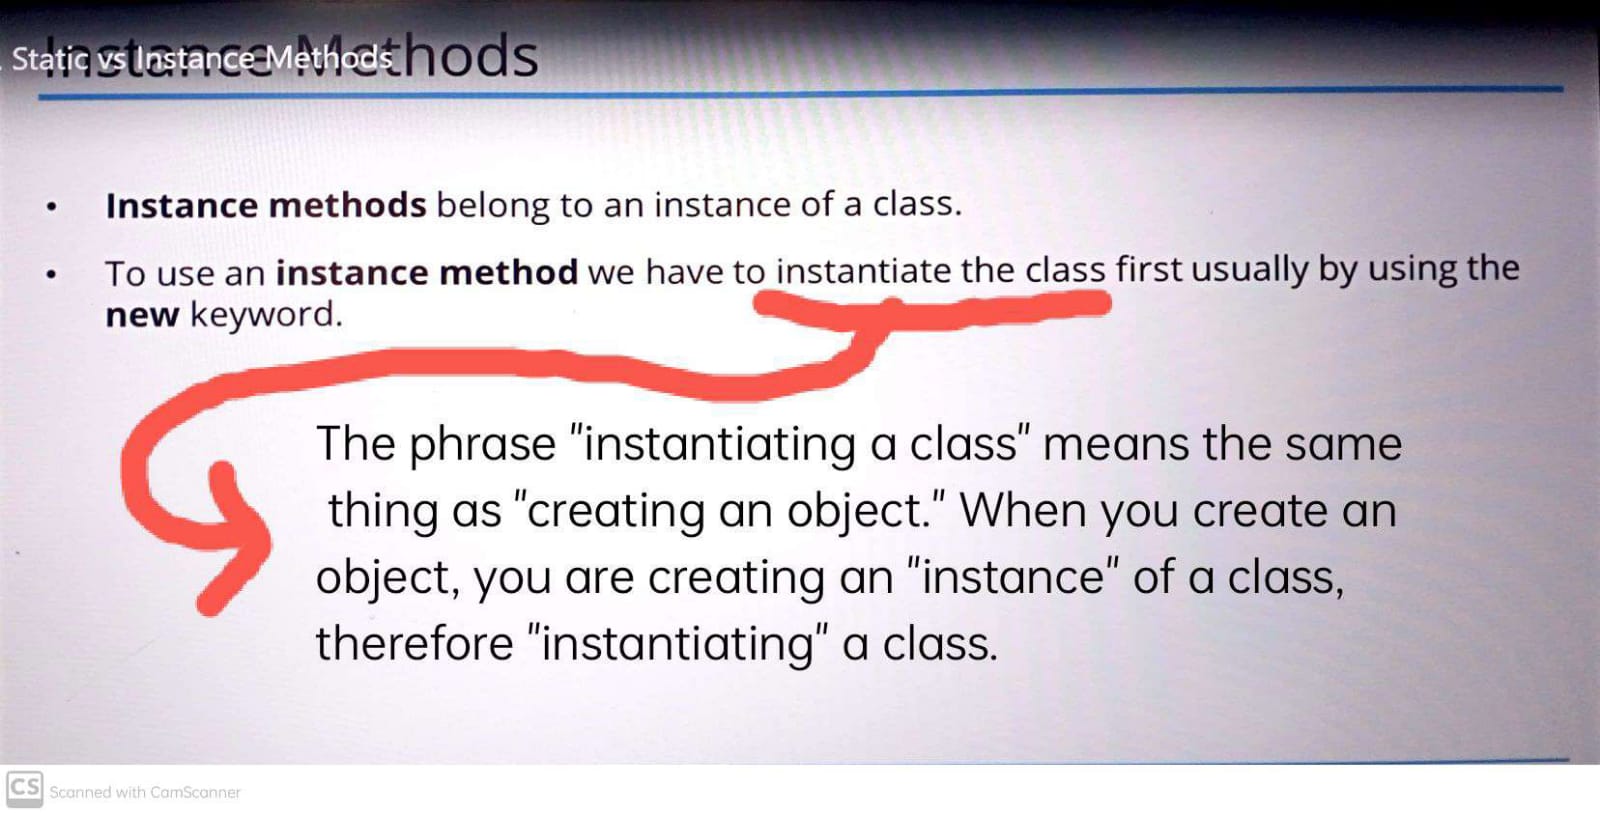 Instance Methods
. Static vs Instance Methods
• Instance methods belong to an instance of a class.
• To use an instance method we have to instantiate the class first usually by using the
new keyword.
The phrase "instantiating a class" means the same
thing as "creating an object." When you create an
object, you are creating an "instance" of a class,
therefore "instantiating" a class.
CS Scanned with CamScanner